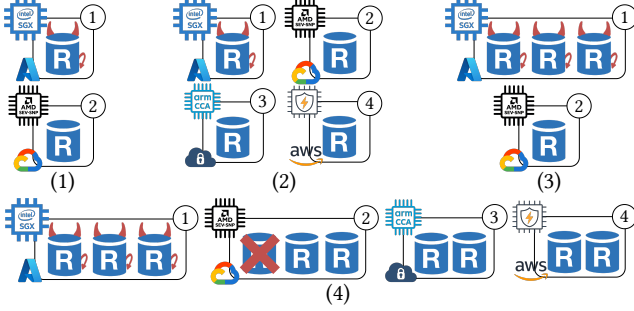 intel SGX 1 R
AMD SEV-SNP 2 R
(1)
intel SGX 1 R
AMD SEV-SNP 2 R
arm CCA 3 R
4 R aws
(2)
intel SGX 1 R R R
AMD SEV-SNP 2 R
(3)
intel SGX 1 R R R
AMD SEV-SNP 2 R R
arm CCA 3 R R
4 R R aws
(4)